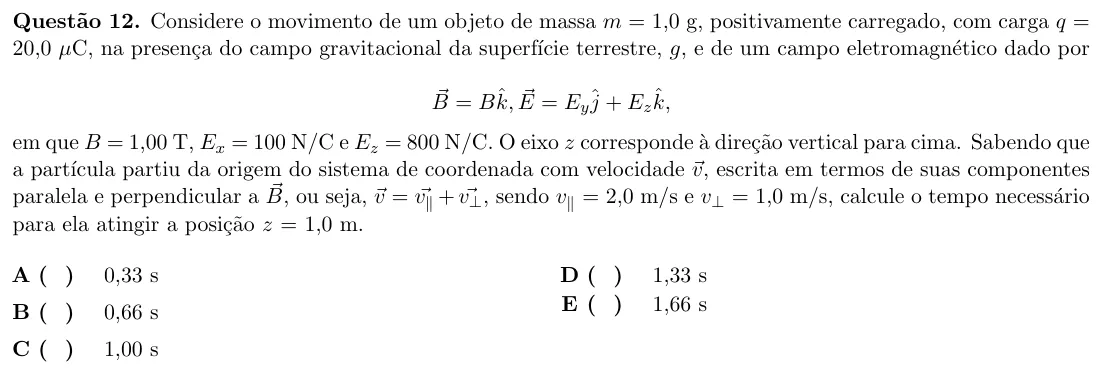 Questão 12. Considere o movimento de um objeto de massa m = 1,0 g, positivamente carregado, com carga q =
20,0 μC, na presença do campo gravitacional da superfície terrestre, g, e de um campo eletromagnético dado por
B⃗ = Bk̂, E⃗ = E_yĵ + E_zk̂,
em que B = 1,00 T, E_x = 100 N/C e E_z = 800 N/C. O eixo z corresponde à direção vertical para cima. Sabendo que
a partícula partiu da origem do sistema de coordenada com velocidade v⃗, escrita em termos de suas componentes
paralela e perpendicular a B⃗, ou seja, v⃗ = v⃗_∥ + v⃗_⊥, sendo v_∥ = 2,0 m/s e v_⊥ = 1,0 m/s, calcule o tempo necessário
para ela atingir a posição z = 1,0 m.
A ( ) 0,33 s
B ( ) 0,66 s
C ( ) 1,00 s
D ( ) 1,33 s
E ( ) 1,66 s